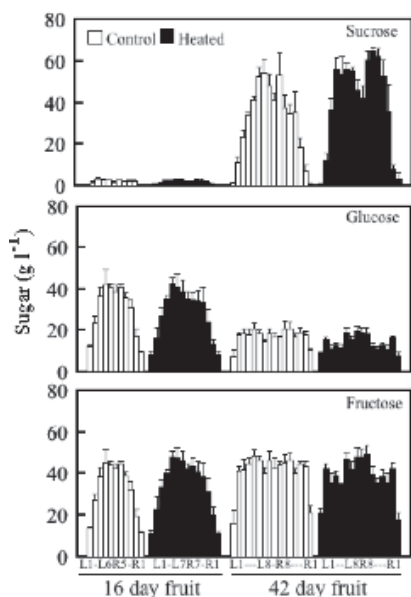 80
Control Heated
Sucrose
60
40
20
0
80
Glucose
60
40
20
0
80
Fructose
60
40
20
0
Sugar (g l⁻¹)
L1-L6R5-R1 L1-L7R7-R1 L1---L8-R8---R1 L1--L8R8---R1
16 day fruit 42 day fruit